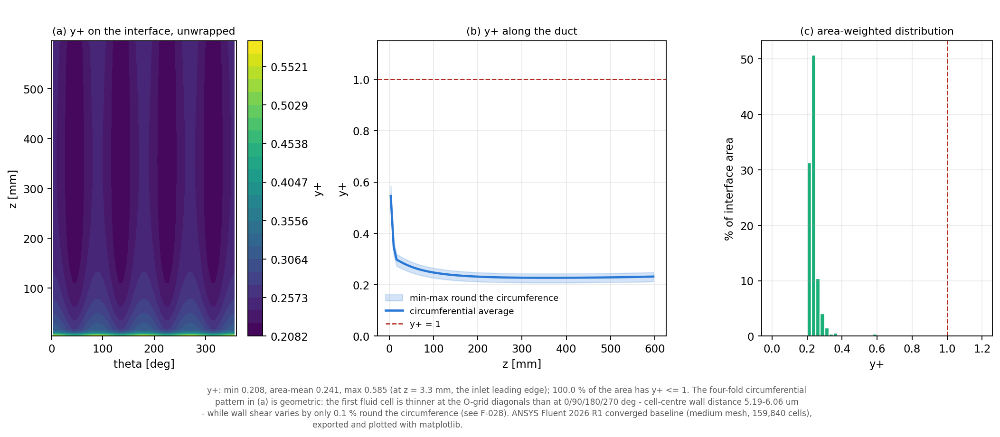 (a) y+ on the interface, unwrapped
500
400
300
200
100
z [mm]
0
100
200
300
theta [deg]
0.5521
0.5029
0.4538
0.4047
0.3556
0.3064
0.2573
0.2082
y+
(b) y+ along the duct
1.0
0.8
0.6
0.4
0.2
0.0
y+
min-max round the circumference
circumferential average
y+ = 1
0
100
200
300
400
500
600
z [mm]
(c) area-weighted distribution
50
40
30
20
10
0
% of interface area
0.0
0.2
0.4
0.6
0.8
1.0
1.2
y+
y+: min 0.208, area-mean 0.241, max 0.585 (at z = 3.3 mm, the inlet leading edge); 100.0 % of the area has y+ <= 1. The four-fold circumferential
pattern in (a) is geometric: the first fluid cell is thinner at the O-grid diagonals than at 0/90/180/270 deg - cell-centre wall distance 5.19-6.06 um
- while wall shear varies by only 0.1 % round the circumference (see F-028). ANSYS Fluent 2026 R1 converged baseline (medium mesh, 159,840 cells),
exported and plotted with matplotlib.